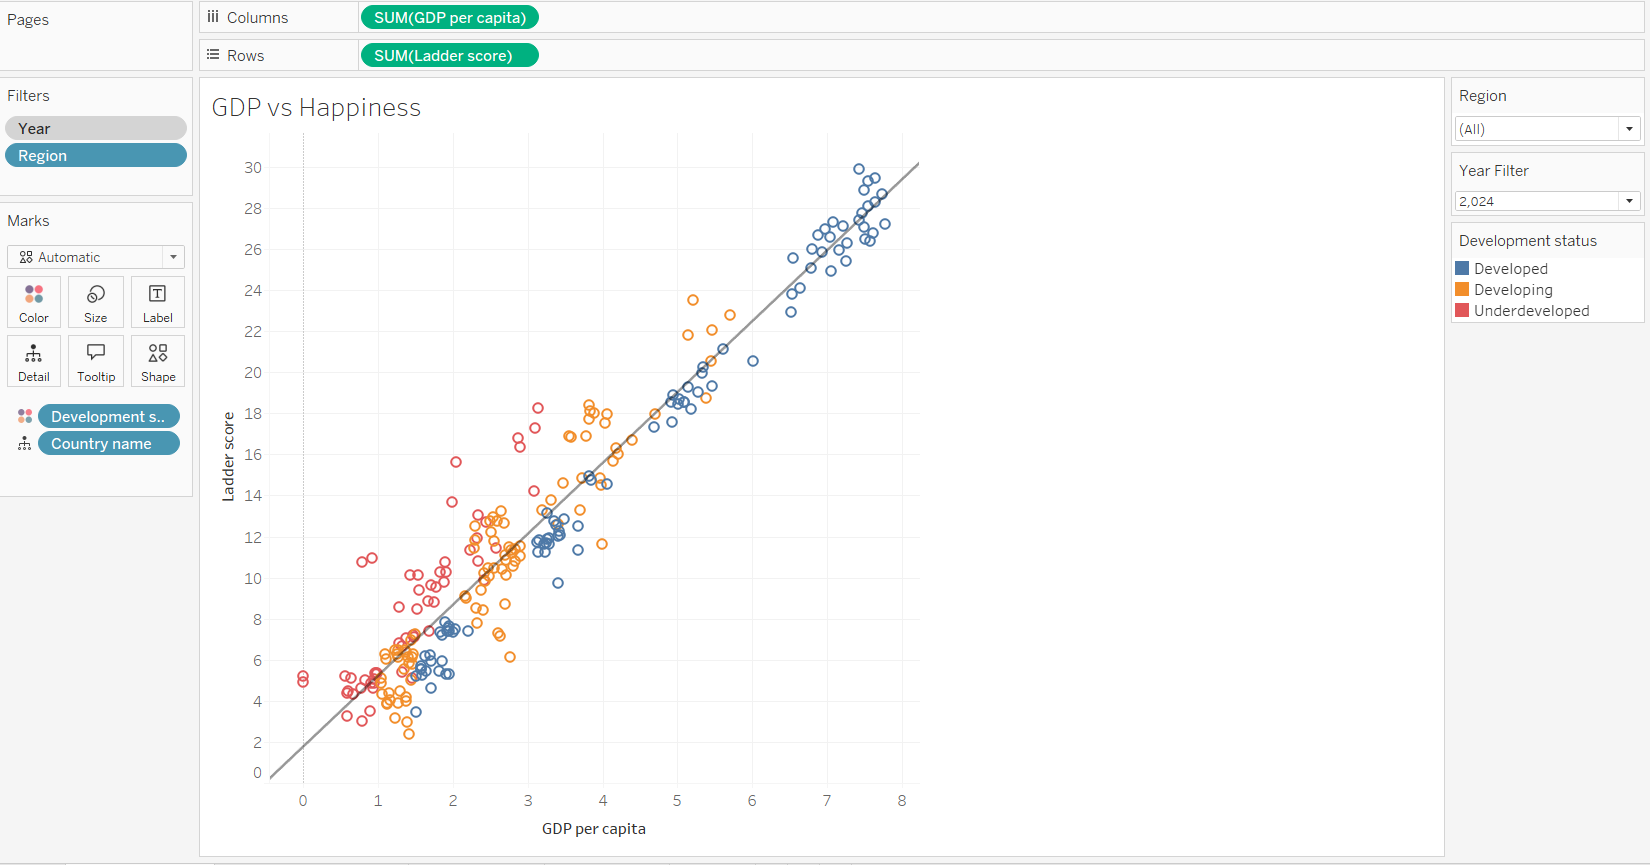 Pages
Columns
SUM(GDP per capita)
Rows
SUM(Ladder score)
Filters
Year
Region
Marks
Automatic
Color
Size
Label
Detail
Tooltip
Shape
Development s..
Country name
GDP vs Happiness
30
28
26
24
22
20
18
16
14
12
10
8
6
4
2
0
Ladder score
0 1 2 3 4 5 6 7 8
GDP per capita
Region
(All)
Year Filter
2,024
Development status
Developed
Developing
Underdeveloped